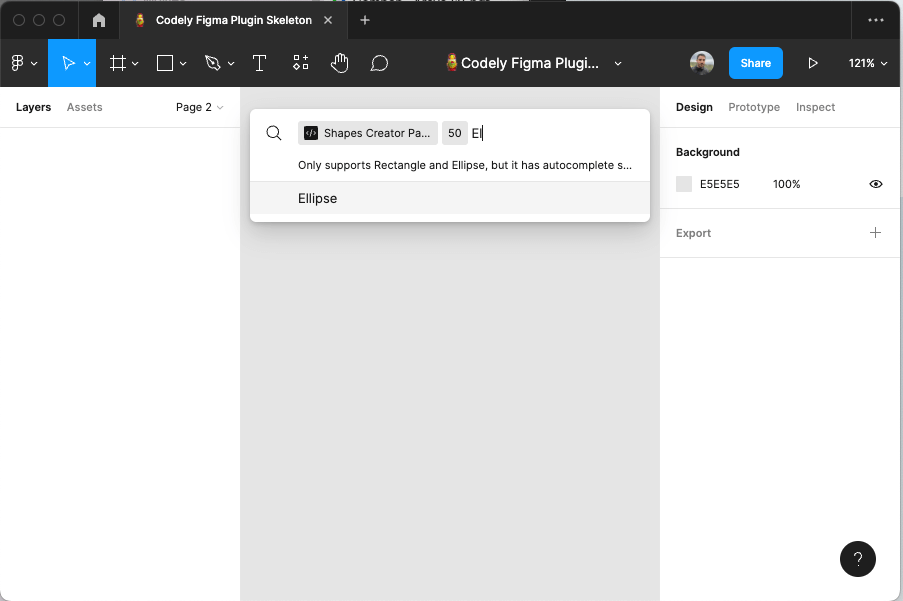 Codely Figma Plugin Skeleton
Codely Figma Plugi...
Share
121%
Layers
Assets
Page 2
Shapes Creator Pa...
50
El
Only supports Rectangle and Ellipse, but it has autocomplete s...
Ellipse
Design
Prototype
Inspect
Background
E5E5E5
100%
Export
?